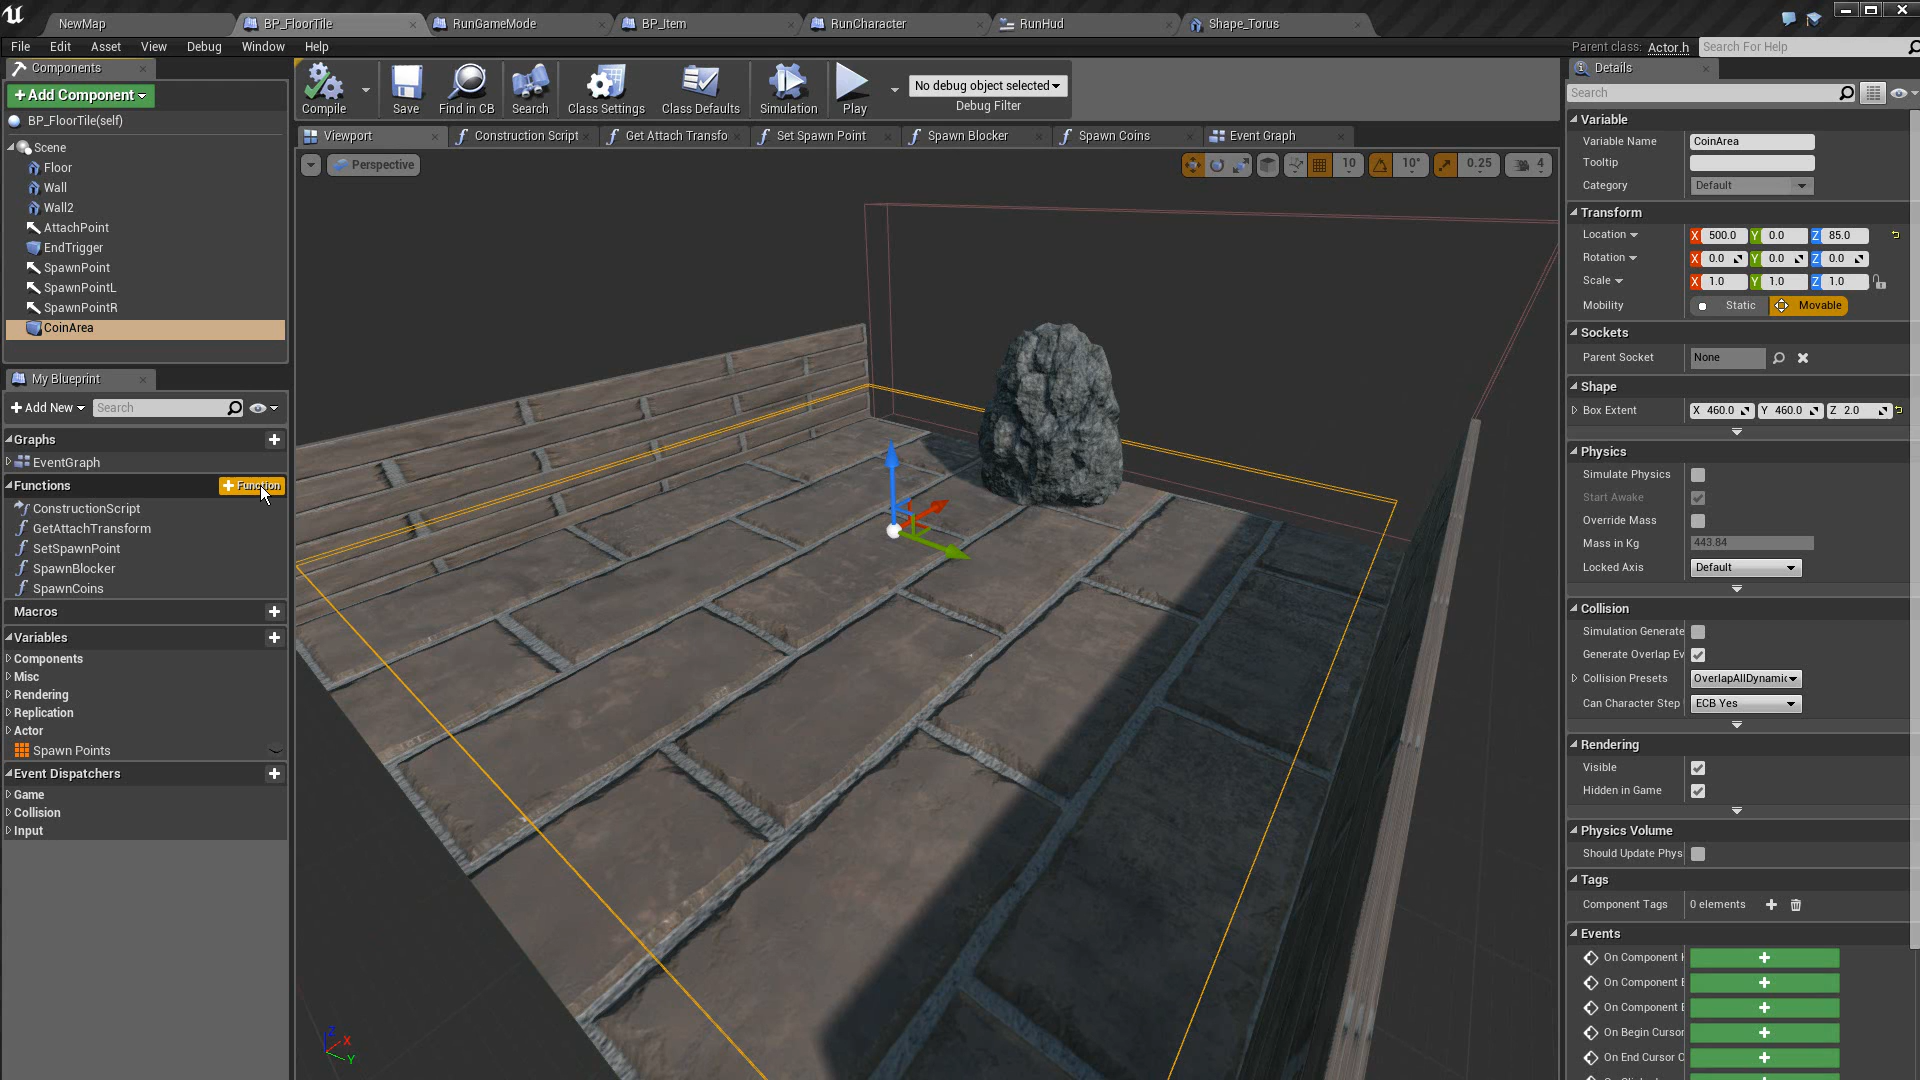 NewMap
BP_FloorTile
RunGameMode
BP_Item
RunCharacter
RunHud
Shape_Torus
File
Edit
Asset
View
Debug
Window
Help
Parent class:
Actor.h
Search For Help
Components
Add Component
BP_FloorTile(self)
Scene
Floor
Wall
Wall2
AttachPoint
EndTrigger
SpawnPoint
SpawnPointL
SpawnPointR
CoinArea
My Blueprint
Add New
Search
Graphs
EventGraph
Functions
Function
ConstructionScript
GetAttachTransform
SetSpawnPoint
SpawnBlocker
SpawnCoins
Macros
Variables
Components
Misc
Rendering
Replication
Actor
Spawn Points
Event Dispatchers
Game
Collision
Input
Compile
Save
Find in CB
Search
Class Settings
Class Defaults
Simulation
Play
No debug object selected
Debug Filter
Viewport
Construction Script
Get Attach Transfo
Set Spawn Point
Spawn Blocker
Spawn Coins
Event Graph
Perspective
10
10°
0.25
4
Z
X
Y
Details
Search
Variable
Variable Name
CoinArea
Tooltip
Category
Default
Transform
Location
X 500.0
Y 0.0
Z 85.0
Rotation
X 0.0
Y 0.0
Z 0.0
Scale
X 1.0
Y 1.0
Z 1.0
Mobility
Static
Movable
Sockets
Parent Socket
None
Shape
Box Extent
X 460.0
Y 460.0
Z 2.0
Physics
Simulate Physics
Start Awake
Override Mass
Mass in Kg
443.84
Locked Axis
Default
Collision
Simulation Generate
Generate Overlap Ev
Collision Presets
OverlapAllDynamic
Can Character Step
ECB Yes
Rendering
Visible
Hidden in Game
Physics Volume
Should Update Phys
Tags
Component Tags
0 elements
Events
On Component
On Component
On Component
On Begin Cursor
On End Cursor